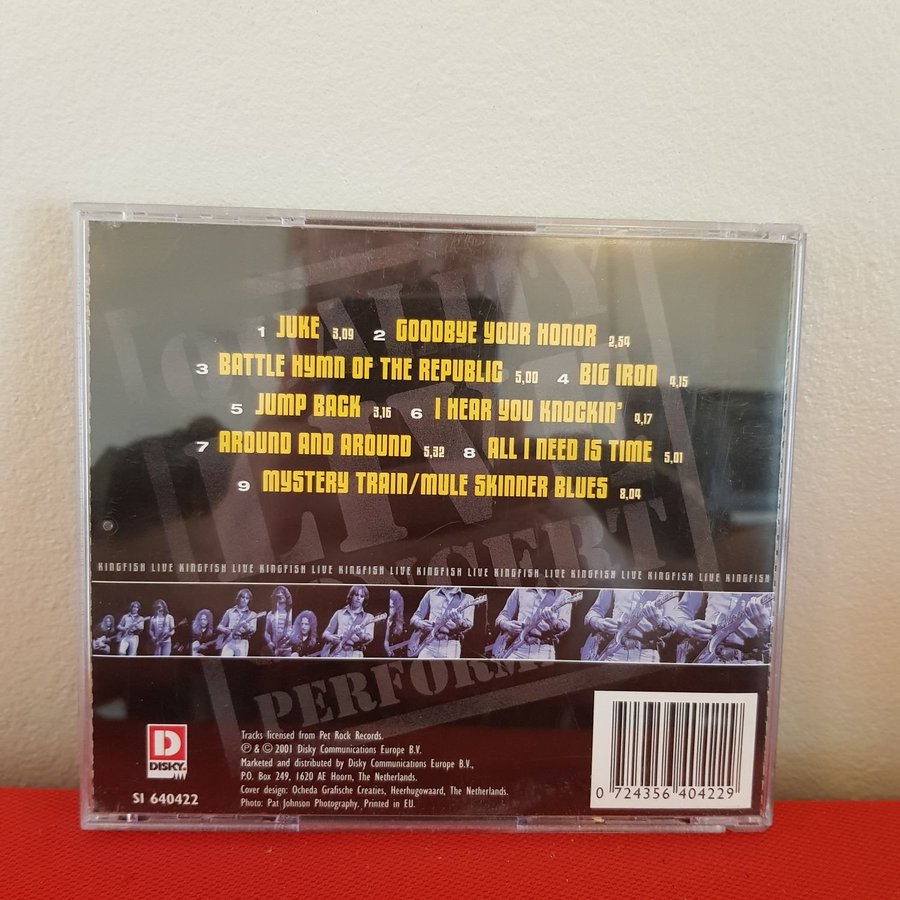 QUALITY
LIVE
CONCERT
PERFORM
1 JUKE 3,09 2 GOODBYE YOUR HONOR 2,54
3 BATTLE HYMN OF THE REPUBLIC 5,00 4 BIG IRON 4,15
5 JUMP BACK 3,16 6 I HEAR YOU KNOCKIN' 4,17
7 AROUND AND AROUND 5,32 8 ALL I NEED IS TIME 5,01
9 MYSTERY TRAIN/MULE SKINNER BLUES 8,04
KINGFISH LIVE KINGFISH LIVE KINGFISH LIVE KINGFISH LIVE KINGFISH LIVE KINGFISH LIVE KINGFISH LIVE KINGFISH LIVE KINGFISH
Tracks licensed from Pet Rock Records.
℗ & © 2001 Disky Communications Europe B.V.
Marketed and distributed by Disky Communications Europe B.V.,
P.O. Box 249, 1620 AE Hoorn, The Netherlands.
Cover design: Ocheda Grafische Creaties, Heerhugowaard, The Netherlands.
Photo: Pat Johnson Photography. Printed in EU.
D
DISKY
SI 640422
0 724356 404229